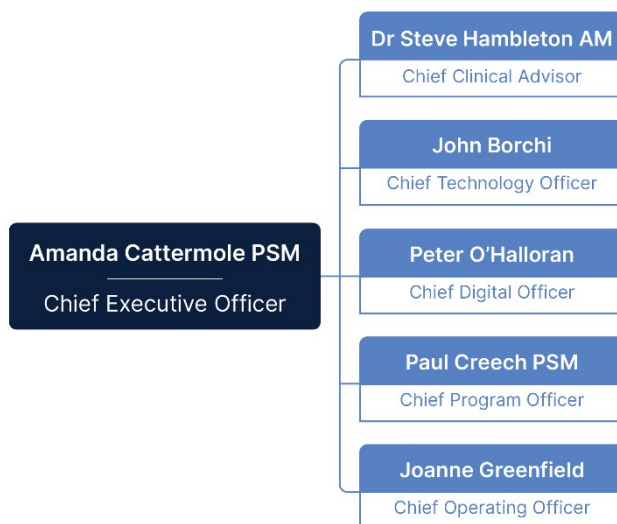 Dr Steve Hambleton AM
Chief Clinical Advisor
John Borchi
Chief Technology Officer
Amanda Cattermole PSM
Chief Executive Officer
Peter O’Halloran
Chief Digital Officer
Paul Creech PSM
Chief Program Officer
Joanne Greenfield
Chief Operating Officer